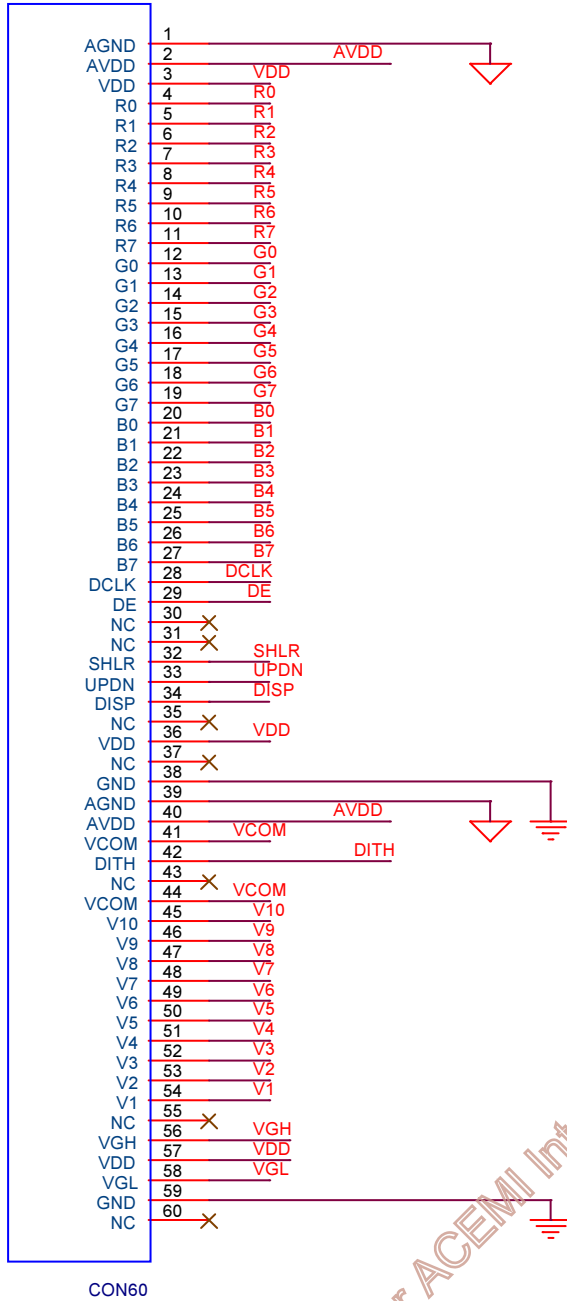 AGND 1
AVDD 2 AVDD
VDD 3 VDD
R0 4 R0
R1 5 R1
R2 6 R2
R3 7 R3
R4 8 R4
R5 9 R5
R6 10 R6
R7 11 R7
G0 12 G0
G1 13 G1
G2 14 G2
G3 15 G3
G4 16 G4
G5 17 G5
G6 18 G6
G7 19 G7
B0 20 B0
B1 21 B1
B2 22 B2
B3 23 B3
B4 24 B4
B5 25 B5
B6 26 B6
B7 27 B7
DCLK 28 DCLK
DE 29 DE
NC 30
NC 31
SHLR 32 SHLR
UPDN 33 UPDN
DISP 34 DISP
NC 35
VDD 36 VDD
NC 37
GND 38
AGND 39
AVDD 40 AVDD
VCOM 41 VCOM
DITH 42 DITH
NC 43
VCOM 44 VCOM
V10 45 V10
V9 46 V9
V8 47 V8
V7 48 V7
V6 49 V6
V5 50 V5
V4 51 V4
V3 52 V3
V2 53 V2
V1 54 V1
NC 55
VGH 56 VGH
VDD 57 VDD
VGL 58 VGL
GND 59
NC 60
CON60
ACEMI